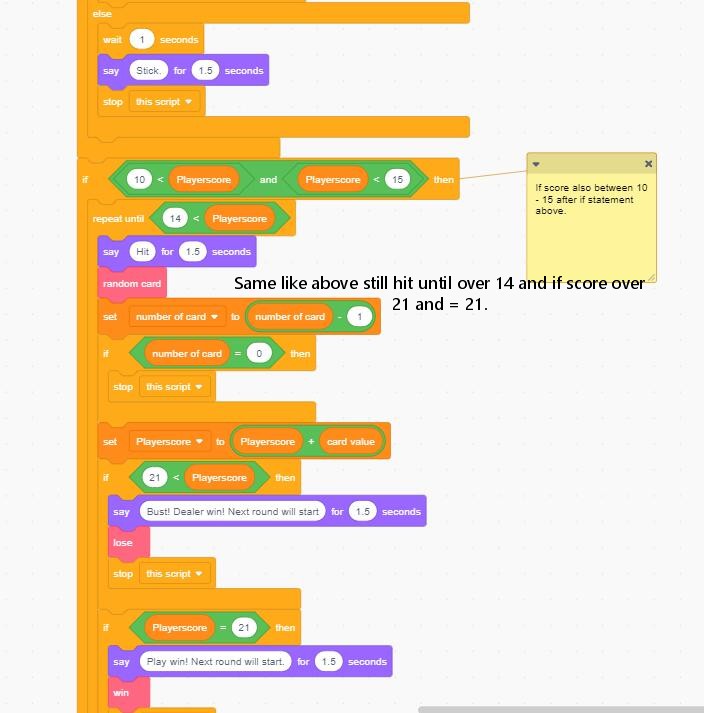 else
wait 1 seconds
say Stick. for 1.5 seconds
stop this script
if 10 < Playerscore and Playerscore < 15 then
If score also between 10
- 15 after if statement
above.
repeat until 14 < Playerscore
say Hit for 1.5 seconds
random card
Same like above still hit until over 14 and if score over
21 and = 21.
set number of card to number of card - 1
if number of card = 0 then
stop this script
set Playerscore to Playerscore + card value
if 21 < Playerscore then
say Bust! Dealer win! Next round will start for 1.5 seconds
lose
stop this script
if Playerscore = 21 then
say Play win! Next round will start. for 1.5 seconds
win